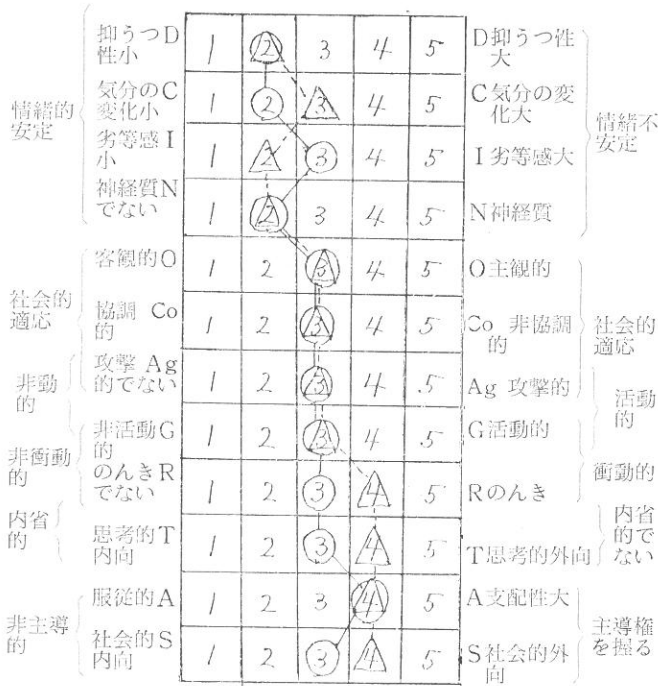 抑うつD 1 2 3 4 5 D抑うつ性
性小 大
気分のC 1 2 3 4 5 C気分の変
変化小 化大
情緒的 情緒不
安定 安定
劣等感I 1 2 3 4 5 I劣等感大
小
神経質N 1 2 3 4 5 N神経質
でない
客観的O 1 2 3 4 5 O主観的
社会的 社会的
適応 適応
協調 Co 1 2 3 4 5 Co 非協調
的 的
攻撃 Ag 1 2 3 4 5 Ag 攻撃的
的でない
非動 活動
的 的
非活動G 1 2 3 4 5 G活動的
的
非衝動 衝動的
的
のんきR 1 2 3 4 5 Rのんき
でない
内省 内省
的 的でない
思考的T 1 2 3 4 5 T思考的外向
内向
服従的A 1 2 3 4 5 A支配性大
非主導 主導権
的 を握る
社会的S 1 2 3 4 5 S社会的外
内向 向